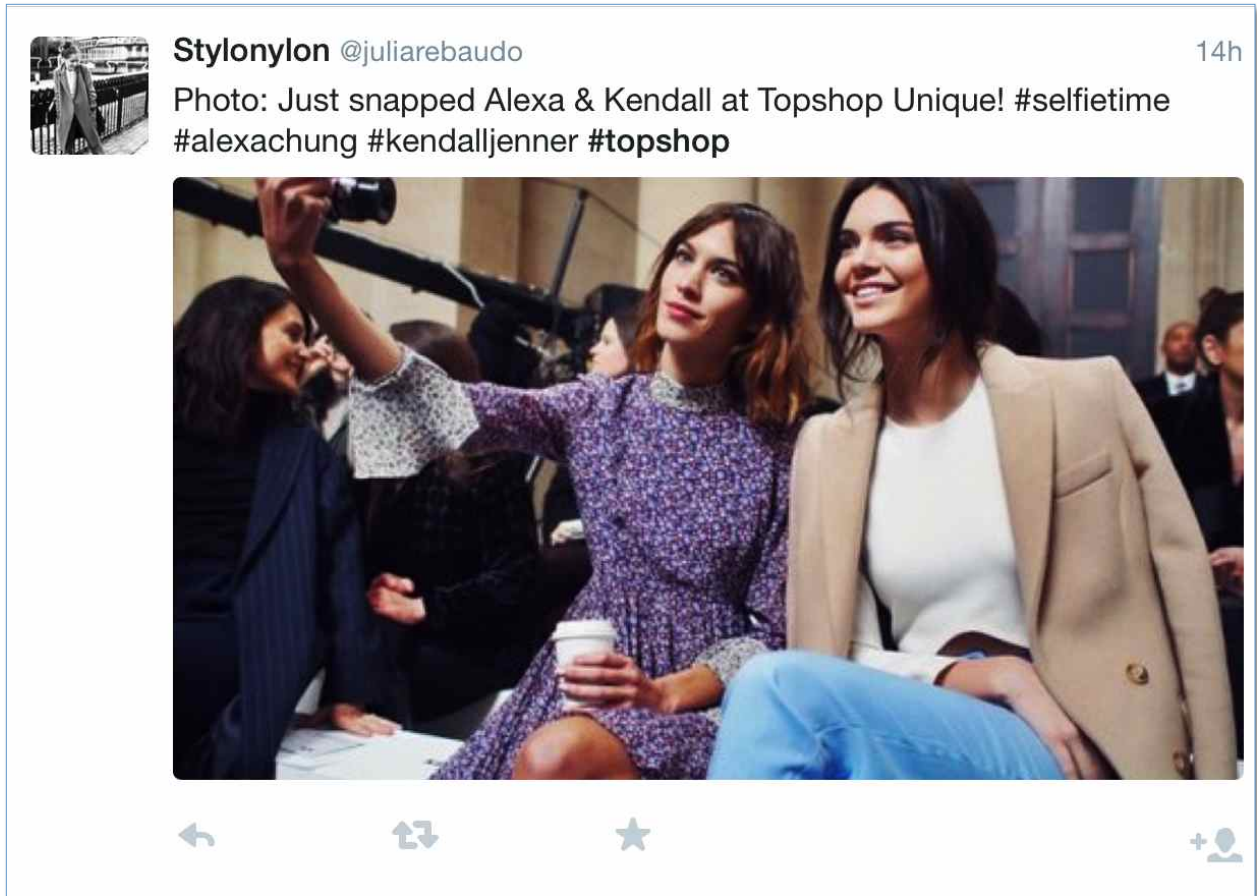 Stylonylon @juliarebaudo 14h
Photo: Just snapped Alexa & Kendall at Topshop Unique! #selfietime
#alexachung #kendalljenner #topshop